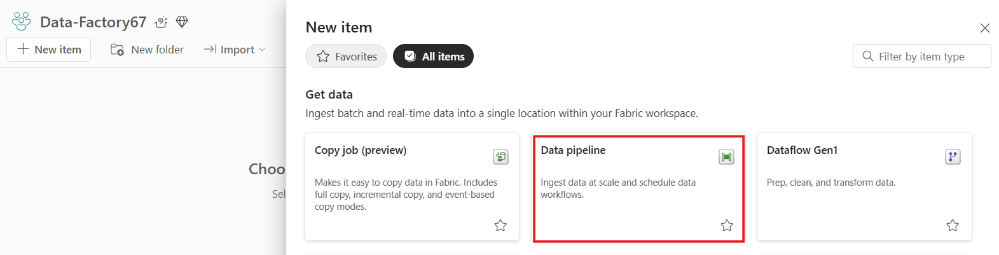 Data-Factory67
New item
New folder
Import
Choo
Sel
New item
Favorites
All items
Filter by item type
Get data
Ingest batch and real-time data into a single location within your Fabric workspace.
Copy job (preview)
Makes it easy to copy data in Fabric. Includes
full copy, incremental copy, and event-based
copy modes.
Data pipeline
Ingest data at scale and schedule data
workflows.
Dataflow Gen1
Prep, clean, and transform data.